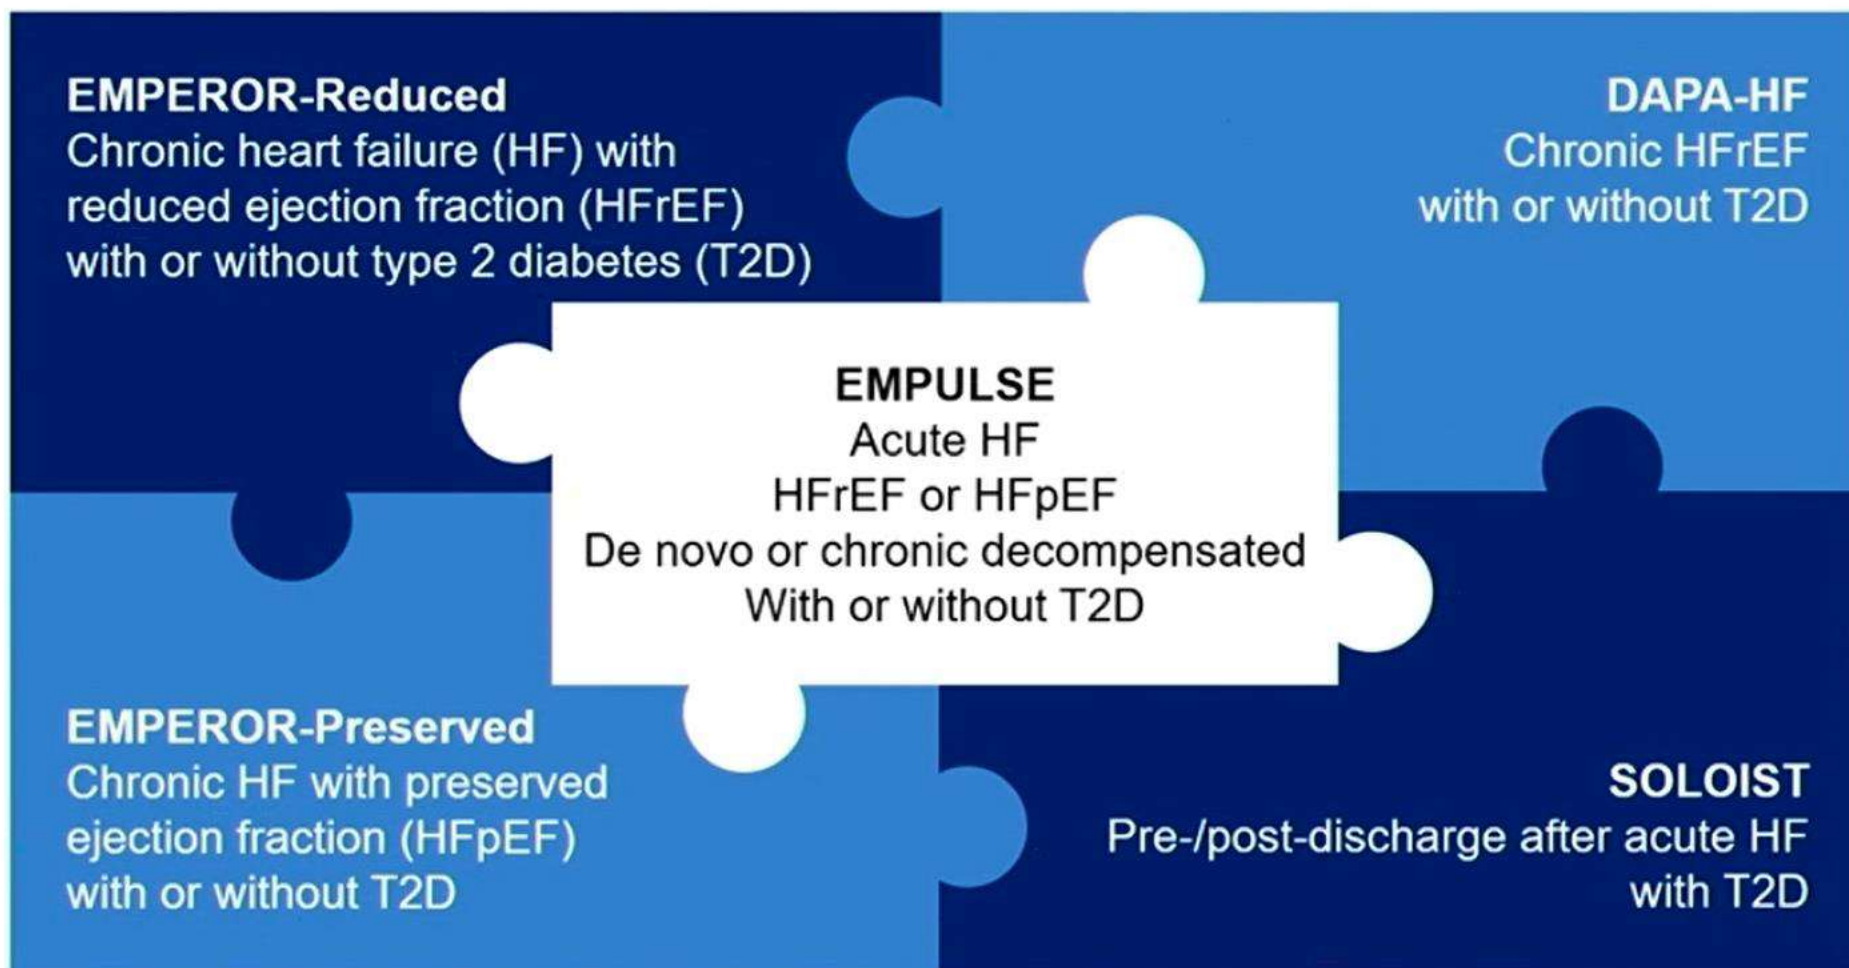 EMPEROR-Reduced
Chronic heart failure (HF) with
reduced ejection fraction (HFrEF)
with or without type 2 diabetes (T2D)
DAPA-HF
Chronic HFrEF
with or without T2D
EMPULSE
Acute HF
HFrEF or HFpEF
De novo or chronic decompensated
With or without T2D
EMPEROR-Preserved
Chronic HF with preserved
ejection fraction (HFpEF)
with or without T2D
SOLOIST
Pre-/post-discharge after acute HF
with T2D